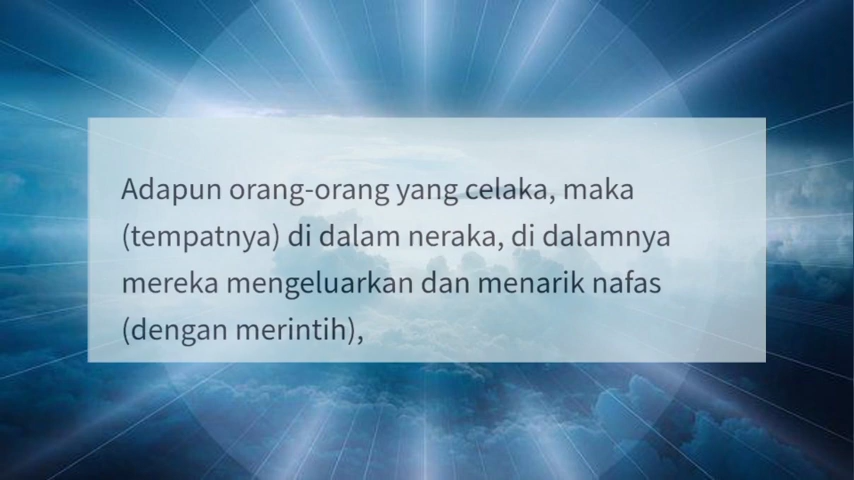 Adapun orang-orang yang celaka, maka
(tempatnya) di dalam neraka, di dalamnya
mereka mengeluarkan dan menarik nafas
(dengan merintih),